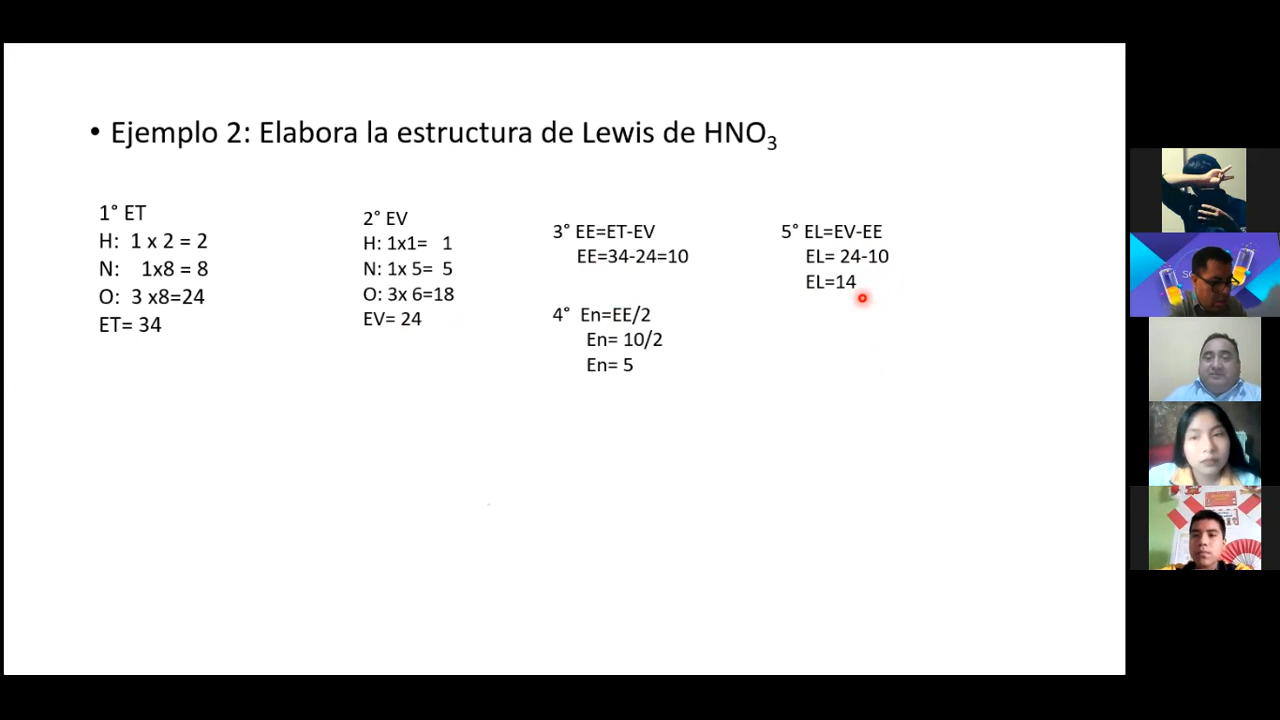 • Ejemplo 2: Elabora la estructura de Lewis de HNO₃
1° ET
H: 1 x 2 = 2
N: 1x8 = 8
O: 3 x8=24
ET= 34
2° EV
H: 1x1= 1
N: 1x 5= 5
O: 3x 6=18
EV= 24
3° EE=ET-EV
EE=34-24=10
4° En=EE/2
En= 10/2
En= 5
5° EL=EV-EE
EL= 24-10
EL=14